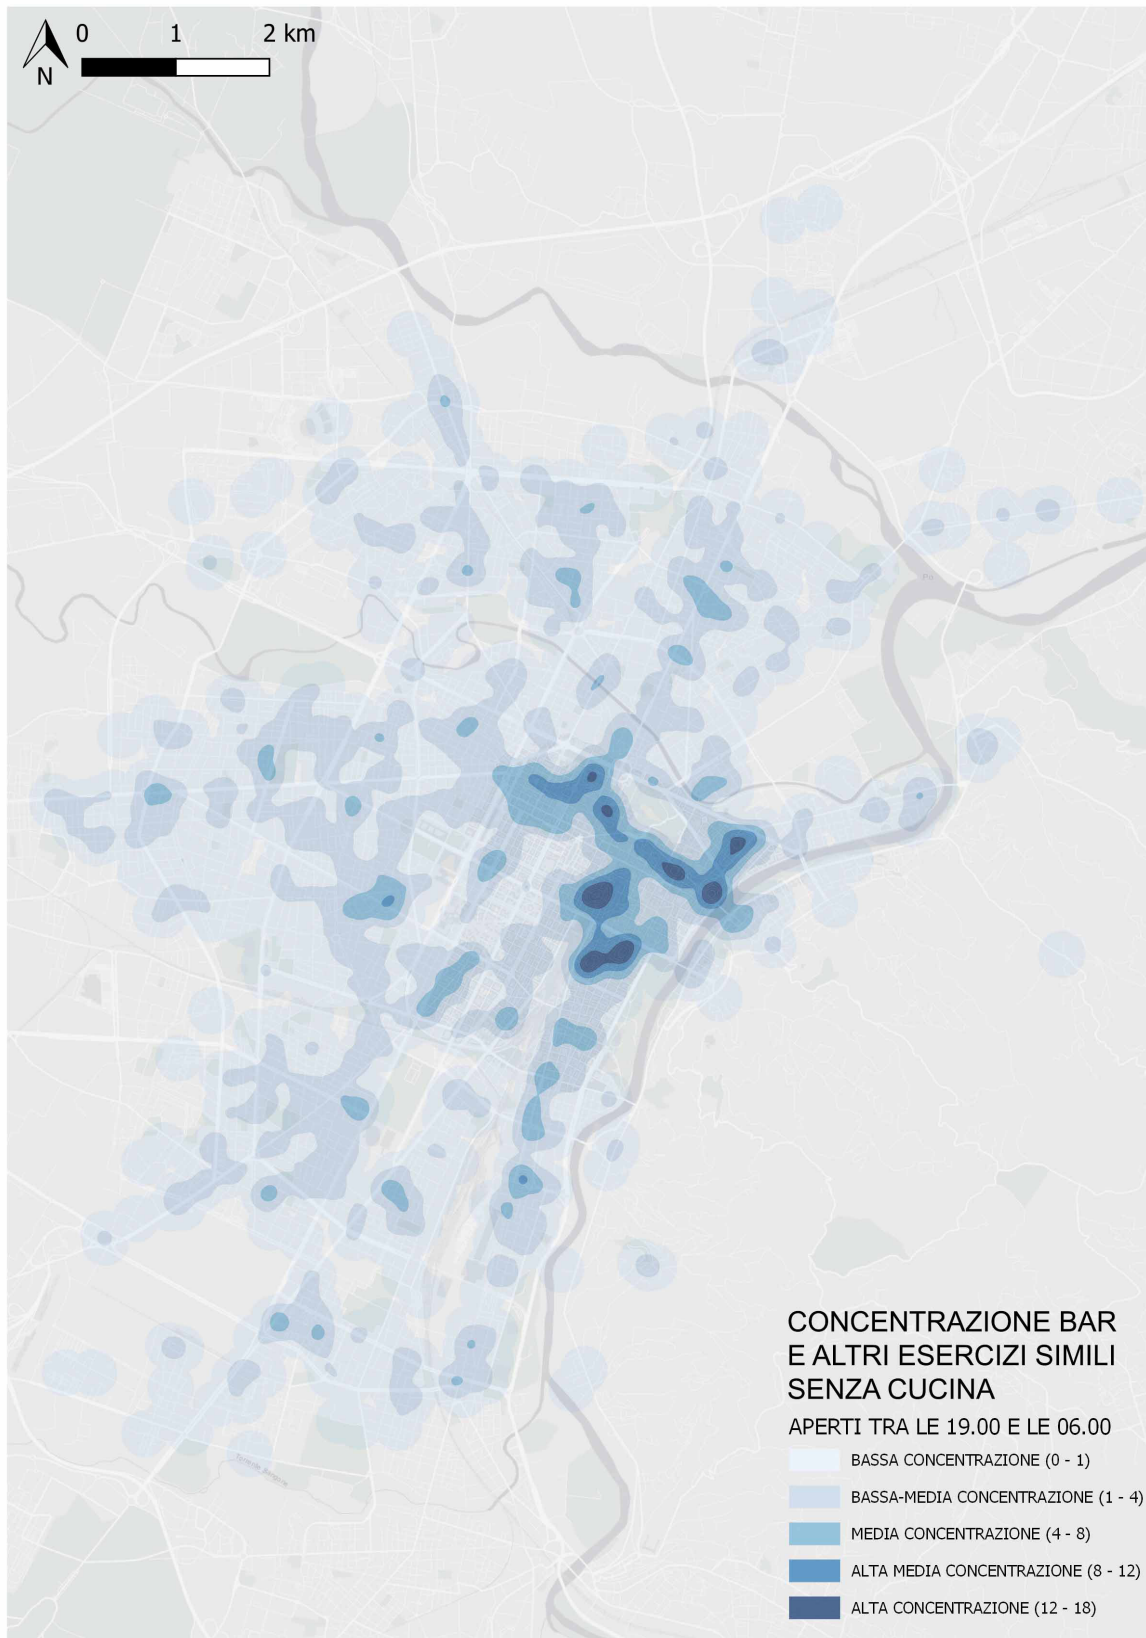 0 1 2 km
N
Po
CONCENTRAZIONE BAR
E ALTRI ESERCIZI SIMILI
SENZA CUCINA
APERTI TRA LE 19.00 E LE 06.00
BASSA CONCENTRAZIONE (0 - 1)
BASSA-MEDIA CONCENTRAZIONE (1 - 4)
MEDIA CONCENTRAZIONE (4 - 8)
ALTA MEDIA CONCENTRAZIONE (8 - 12)
ALTA CONCENTRAZIONE (12 - 18)